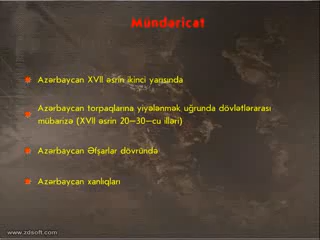 Mündəricat
Azərbaycan XVII əsrin ikinci yarısında
Azərbaycan torpaqlarına yiyələnmək uğrunda dövlətlərarası
mübarizə (XVII əsrin 20–30–cu illəri)
Azərbaycan Əfşarlar dövründə
Azərbaycan xanlıqları
www.zdsoft.com